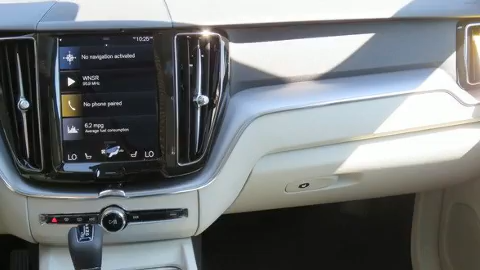 10:25
No navigation activated
WNSR
No phone paired
6.2 mpg
Average fuel consumption
LO LO